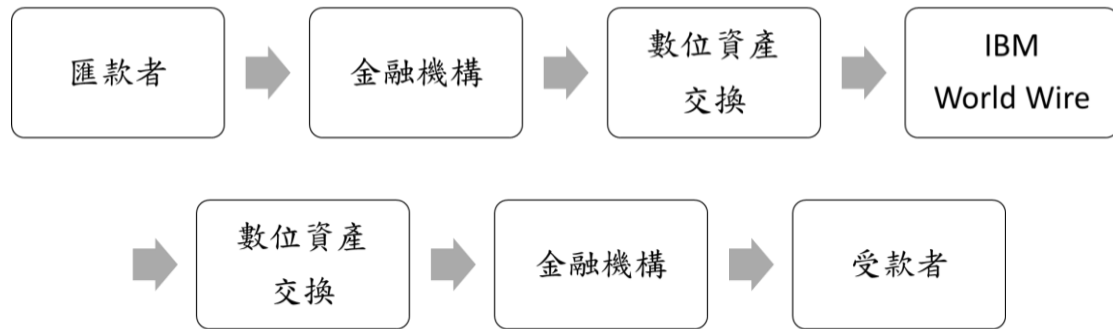 匯款者
金融機構
數位資產
交換
IBM
World Wire
數位資產
交換
金融機構
受款者